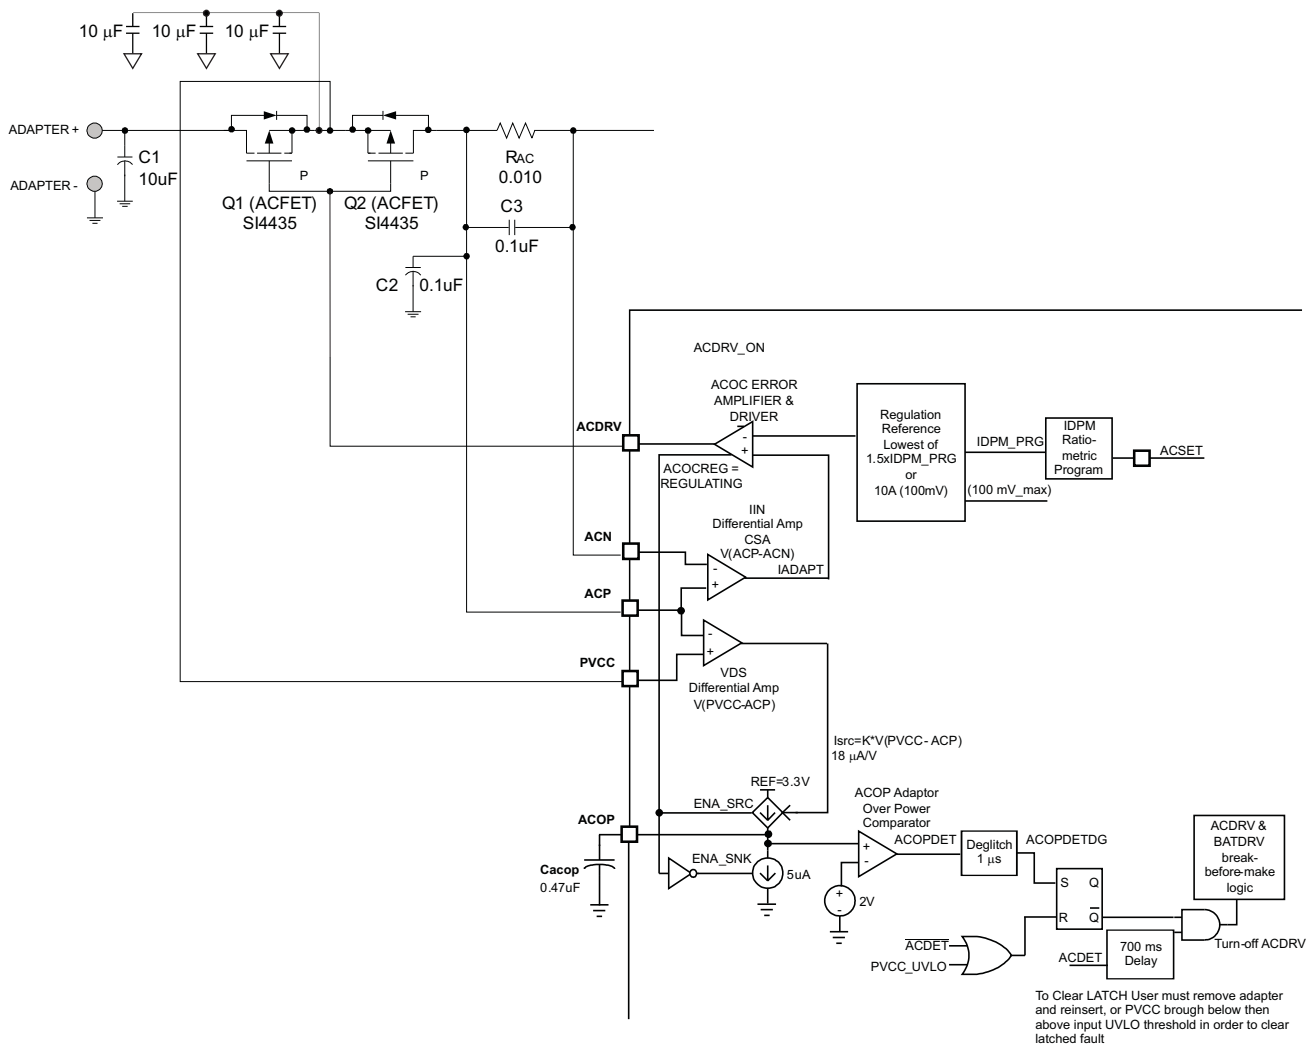 10 μF
10 μF
10 μF
ADAPTER +
C1
10uF
ADAPTER -
P
P
Q1 (ACFET)
SI4435
Q2 (ACFET)
SI4435
RAC
0.010
C3
0.1uF
C2
0.1uF
ACDRV_ON
ACOC ERROR
AMPLIFIER &
DRIVER
-
+
ACDRV
ACOCREG =
REGULATING
Regulation
Reference
Lowest of
1.5xIDPM_PRG
or
10A (100mV)
IDPM_PRG
(100 mV_max)
IDPM
Ratio-
metric
Program
ACSET
IIN
Differential Amp
CSA
V(ACP-ACN)
ACN
-
+
IADAPT
ACP
-
+
PVCC
VDS
Differential Amp
V(PVCC-ACP)
Isrc=K*V(PVCC - ACP)
18 μA/V
REF=3.3V
ENA_SRC
ACOP
ENA_SNK
5uA
Cacop
0.47uF
ACOP Adaptor
Over Power
Comparator
+
-
ACOPDET
+
-
2V
Deglitch
1 μs
ACOPDETDG
S
Q
R
Q̅
ACDRV &
BATDRV
break-
before-make
logic
A̅C̅D̅E̅T̅
PVCC_UVLO
ACDET
700 ms
Delay
Turn-off ACDRV
To Clear LATCH User must remove adapter
and reinsert, or PVCC brough below then
above input UVLO threshold in order to clear
latched fault